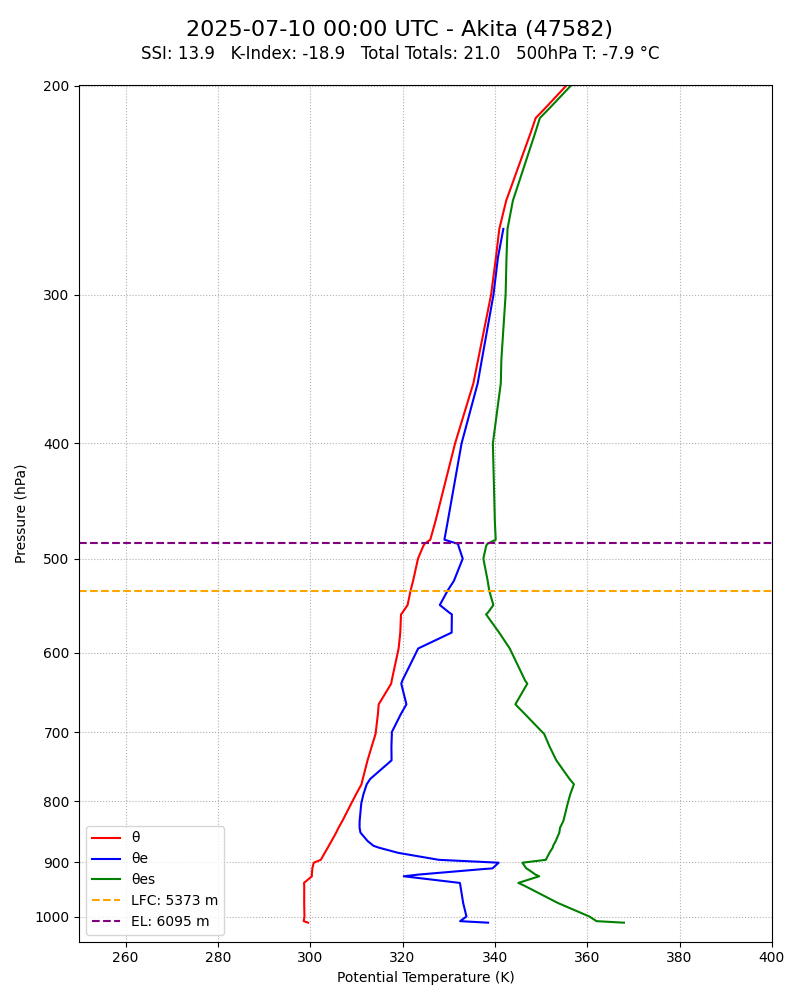 2025-07-10 00:00 UTC - Akita (47582)
SSI: 13.9   K-Index: -18.9   Total Totals: 21.0   500hPa T: -7.9 °C
200
300
400
500
600
700
800
900
1000
Pressure (hPa)
θ
θe
θes
LFC: 5373 m
EL: 6095 m
260 280 300 320 340 360 380 400
Potential Temperature (K)